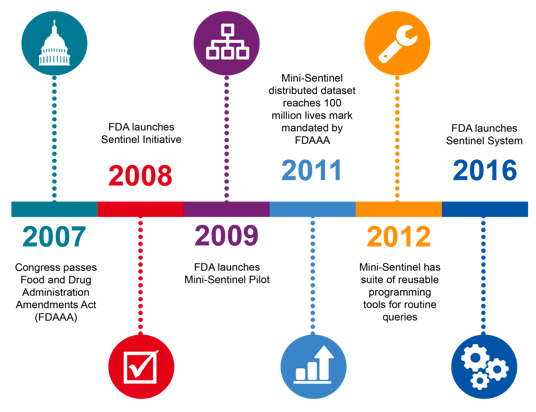 2007
Congress passes
Food and Drug
Administration
Amendments Act
(FDAAA)
FDA launches
Sentinel Initiative
2008
2009
FDA launches
Mini-Sentinel Pilot
Mini-Sentinel
distributed dataset
reaches 100
million lives mark
mandated by
FDAAA
2011
2012
Mini-Sentinel has
suite of reusable
programming
tools for routine
queries
FDA launches
Sentinel System
2016